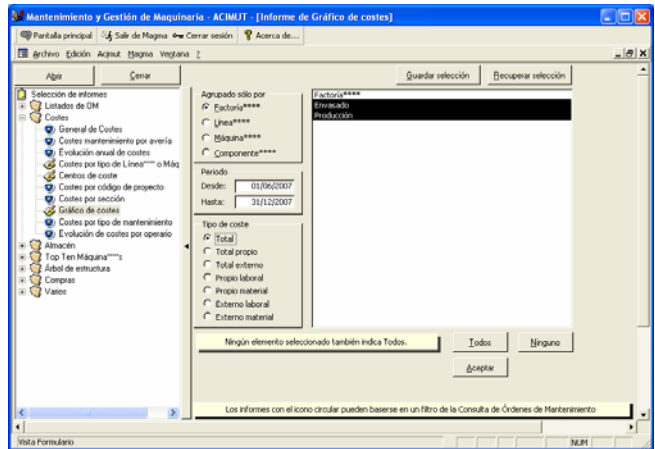 Mantenimiento y Gestión de Maquinaria - ACIMUT - [Informe de Gráfico de costes]
Pantalla principal Salir de Magma Cerrar sesión Acerca de...
Archivo Edición Acimut Magma Ventana ?
Abrir Cerrar
Guardar selección Recuperar selección
Selección de informes
Listados de OM
Costes
General de Costes
Costes mantenimiento por avería
Evolución anual de costes
Costes por tipo de Línea**** o Máq
Centros de coste
Costes por código de proyecto
Costes por sección
Gráfico de costes
Costes por tipo de mantenimiento
Evolución de costes por operario
Almacén
Top Ten Máquina****s
Árbol de estructura
Compras
Varios
Agrupado sólo por
Factoría****
Línea****
Máquina****
Componente****
Periodo
Desde: 01/06/2007
Hasta: 31/12/2007
Tipo de coste
Total
Total propio
Total externo
Propio laboral
Propio material
Externo laboral
Externo material
Factoría****
Envasado
Producción
Ningún elemento seleccionado también indica Todos.
Todos Ninguno
Aceptar
Los informes con el icono circular pueden baserse en un filtro de la Consulta de Órdenes de Mantenimiento
Vista Formulario NUM